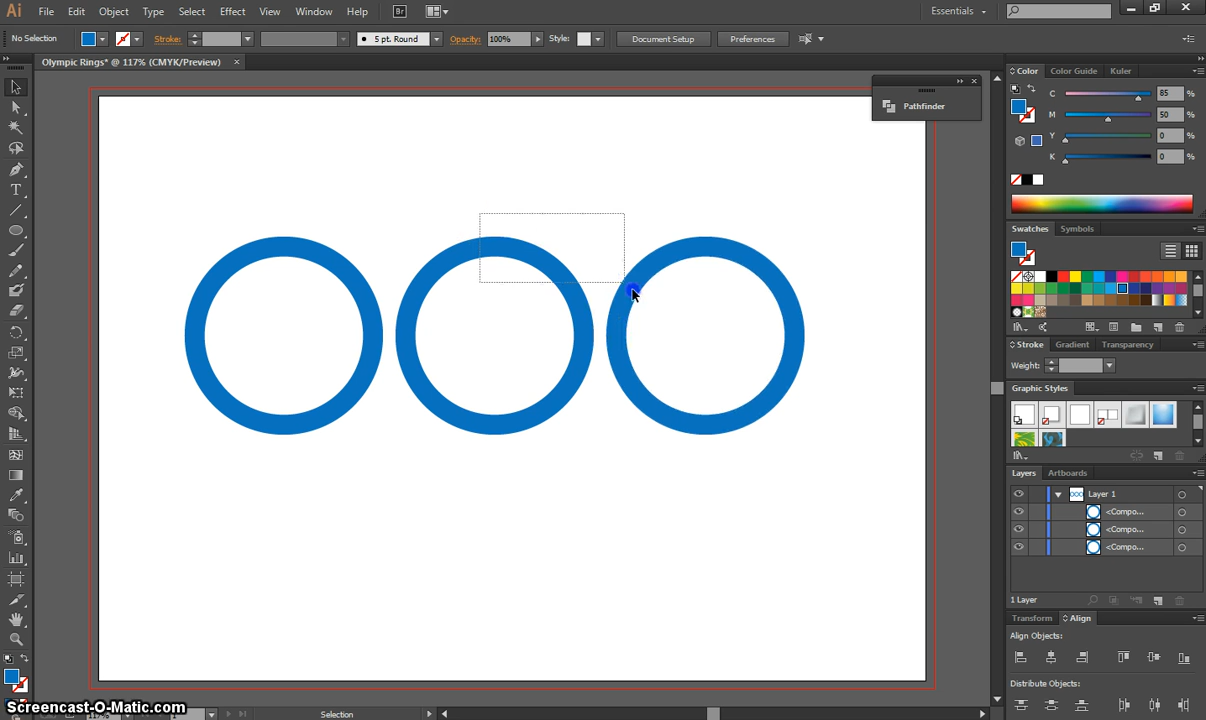 Ai File Edit Object Type Select Effect View Window Help Br Essentials
No Selection Stroke: 5 pt. Round Opacity: 100% Style: Document Setup Preferences
Olympic Rings* @ 117% (CMYK/Preview) ×
Pathfinder
Color Color Guide Kuler
C 85 %
M 50 %
Y 0 %
K 0 %
Swatches Symbols
Stroke Gradient Transparency
Weight:
Graphic Styles
Layers Artboards
Layer 1
<Compo...
<Compo...
<Compo...
1 Layer
Transform Align
Align Objects:
Distribute Objects:
117% 1 Selection
Screencast-O-Matic.com